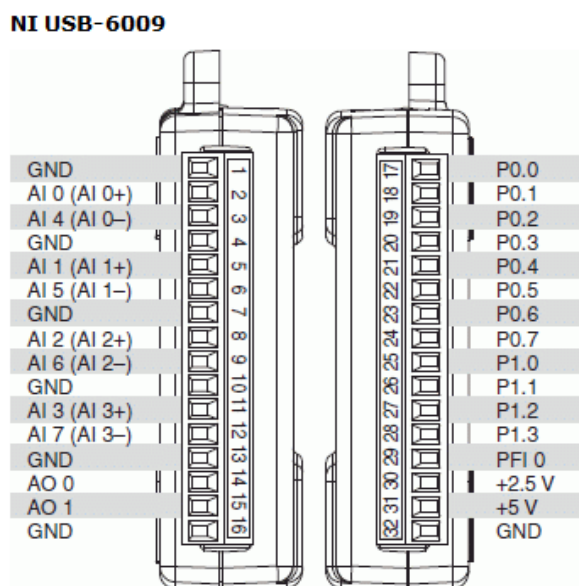 NI USB-6009
GND 1 17 P0.0
AI 0 (AI 0+) 2 18 P0.1
AI 4 (AI 0–) 3 19 P0.2
GND 4 20 P0.3
AI 1 (AI 1+) 5 21 P0.4
AI 5 (AI 1–) 6 22 P0.5
GND 7 23 P0.6
AI 2 (AI 2+) 8 24 P0.7
AI 6 (AI 2–) 9 25 P1.0
GND 10 26 P1.1
AI 3 (AI 3+) 11 27 P1.2
AI 7 (AI 3–) 12 28 P1.3
GND 13 29 PFI 0
AO 0 14 30 +2.5 V
AO 1 15 31 +5 V
GND 16 32 GND